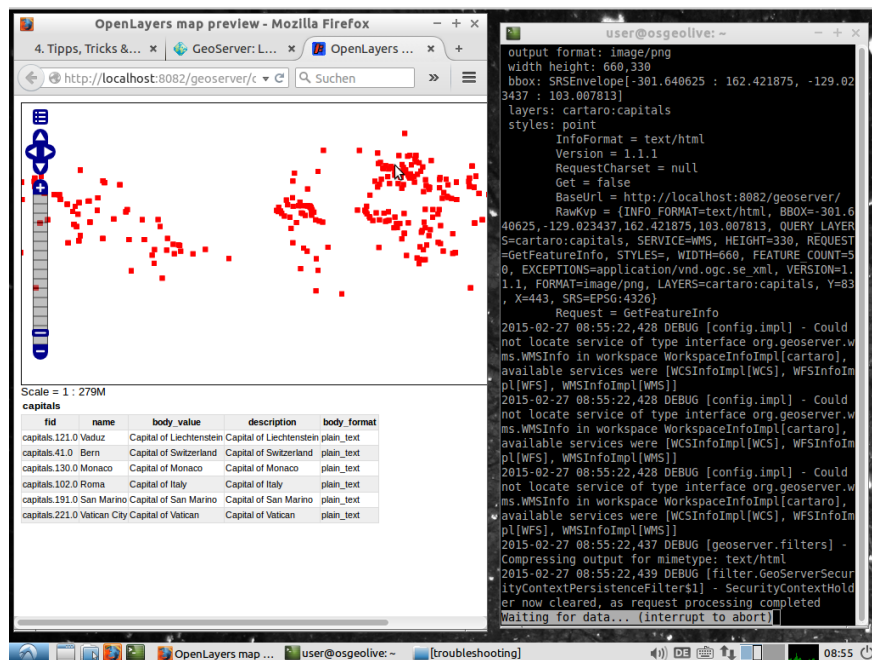 OpenLayers map preview - Mozilla Firefox
4. Tipps, Tricks &...
GeoServer: L...
OpenLayers ...
http://localhost:8082/geoserver/c
Suchen
Scale = 1 : 279M
capitals
fid name body_value description body_format
capitals.121.0 Vaduz Capital of Liechtenstein Capital of Liechtenstein plain_text
capitals.41.0 Bern Capital of Switzerland Capital of Switzerland plain_text
capitals.130.0 Monaco Capital of Monaco Capital of Monaco plain_text
capitals.102.0 Roma Capital of Italy Capital of Italy plain_text
capitals.191.0 San Marino Capital of San Marino Capital of San Marino plain_text
capitals.221.0 Vatican City Capital of Vatican Capital of Vatican plain_text
user@osgeolive: ~
output format: image/png
width height: 660,330
bbox: SRSEnvelope[-301.640625 : 162.421875, -129.02
3437 : 103.007813]
layers: cartaro:capitals
styles: point
InfoFormat = text/html
Version = 1.1.1
RequestCharset = null
Get = false
BaseUrl = http://localhost:8082/geoserver/
RawKvp = {INFO_FORMAT=text/html, BBOX=-301.6
40625,-129.023437,162.421875,103.007813, QUERY_LAYER
S=cartaro:capitals, SERVICE=WMS, HEIGHT=330, REQUEST
=GetFeatureInfo, STYLES=, WIDTH=660, FEATURE_COUNT=5
0, EXCEPTIONS=application/vnd.ogc.se_xml, VERSION=1.
1.1, FORMAT=image/png, LAYERS=cartaro:capitals, Y=83
, X=443, SRS=EPSG:4326}
Request = GetFeatureInfo
2015-02-27 08:55:22,428 DEBUG [config.impl] - Could
not locate service of type interface org.geoserver.w
ms.WMSInfo in workspace WorkspaceInfoImpl[cartaro],
available services were [WCSInfoImpl[WCS], WFSInfoIm
pl[WFS], WMSInfoImpl[WMS]]
2015-02-27 08:55:22,428 DEBUG [config.impl] - Could
not locate service of type interface org.geoserver.w
ms.WMSInfo in workspace WorkspaceInfoImpl[cartaro],
available services were [WCSInfoImpl[WCS], WFSInfoIm
pl[WFS], WMSInfoImpl[WMS]]
2015-02-27 08:55:22,428 DEBUG [config.impl] - Could
not locate service of type interface org.geoserver.w
ms.WMSInfo in workspace WorkspaceInfoImpl[cartaro],
available services were [WCSInfoImpl[WCS], WFSInfoIm
pl[WFS], WMSInfoImpl[WMS]]
2015-02-27 08:55:22,437 DEBUG [geoserver.filters] -
Compressing output for mimetype: text/html
2015-02-27 08:55:22,439 DEBUG [filter.GeoServerSecur
ityContextPersistenceFilter$1] - SecurityContextHold
er now cleared, as request processing completed
Waiting for data... (interrupt to abort)
OpenLayers map ...
user@osgeolive: ~
[troubleshooting]
DE
08:55